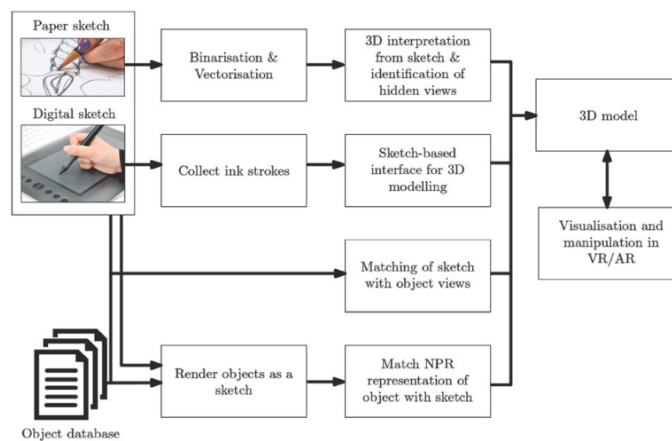 Paper sketch
Digital sketch
Binarisation &
Vectorisation
3D interpretation
from sketch &
identification of
hidden views
3D model
Collect ink strokes
Sketch-based
interface for 3D
modelling
Visualisation and
manipulation in
VR/AR
Matching of sketch
with object views
Render objects as a
sketch
Match NPR
representation of
object with sketch
Object database